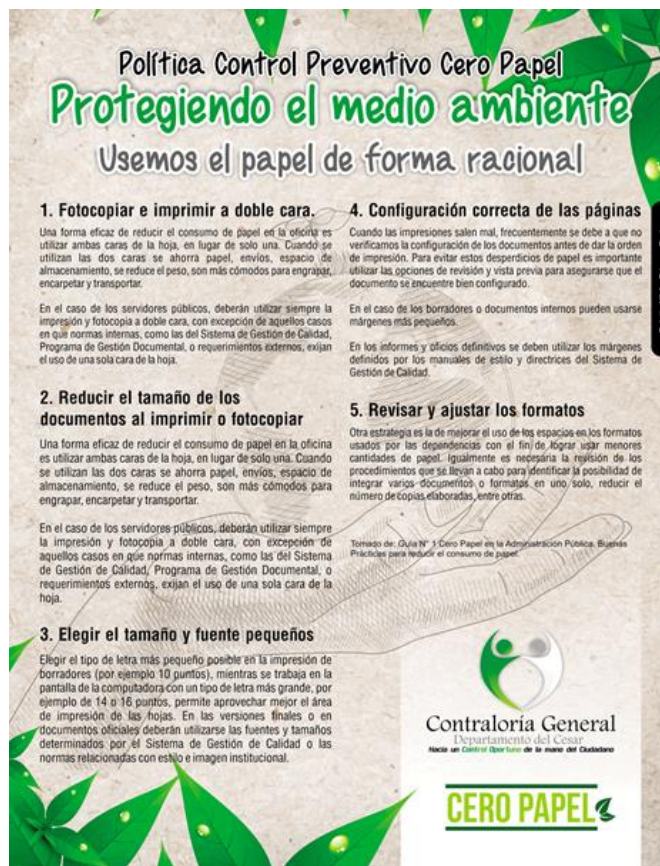 Política Control Preventivo Cero Papel
Protegiendo el medio ambiente
Usemos el papel de forma racional
1. Fotocopiar e imprimir a doble cara.
Una forma eficaz de reducir el consumo de papel en la oficina es
utilizar ambas caras de la hoja, en lugar de solo una. Cuando se
utilizan las dos caras se ahorra papel, envíos, espacio de
almacenamiento, se reduce el peso, son más cómodos para engrapar,
encarpetar y transportar.
En el caso de los servidores públicos, deberán utilizar siempre la
impresión y fotocopia a doble cara, con excepción de aquellos casos
en que normas internas, como las del Sistema de Gestión de Calidad,
Programa de Gestión Documental, o requerimientos externos, exijan
el uso de una sola cara de la hoja.
2. Reducir el tamaño de los
documentos al imprimir o fotocopiar
Una forma eficaz de reducir el consumo de papel en la oficina
es utilizar ambas caras de la hoja, en lugar de solo una. Cuando
se utilizan las dos caras se ahorra papel, envíos, espacio de
almacenamiento, se reduce el peso, son más cómodos para
engrapar, encarpetar y transportar.
En el caso de los servidores públicos, deberán utilizar siempre
la impresión y fotocopia a doble cara, con excepción de
aquellos casos en que normas internas, como las del Sistema
de Gestión de Calidad, Programa de Gestión Documental, o
requerimientos externos, exijan el uso de una sola cara de la
hoja.
3. Elegir el tamaño y fuente pequeños
Elegir el tipo de letra más pequeño posible en la impresión de
borradores (por ejemplo 10 puntos), mientras se trabaja en la
pantalla de la computadora con un tipo de letra más grande, por
ejemplo de 14 o 16 puntos, permite aprovechar mejor el área
de impresión de las hojas. En las versiones finales o en
documentos oficiales deberán utilizarse las fuentes y tamaños
determinados por el Sistema de Gestión de Calidad o las
normas relacionadas con estilo e imagen institucional.
4. Configuración correcta de las páginas
Cuando las impresiones salen mal, frecuentemente se debe a que no
verificamos la configuración de los documentos antes de dar la orden
de impresión. Para evitar estos desperdicios de papel es importante
utilizar las opciones de revisión y vista previa para asegurarse que el
documento se encuentre bien configurado.
En el caso de los borradores o documentos internos pueden usarse
márgenes más pequeños.
En los informes y oficios definitivos se deben utilizar los márgenes
definidos por los manuales de estilo y directrices del Sistema de
Gestión de Calidad.
5. Revisar y ajustar los formatos
Otra estrategia es la de mejorar el uso de los espacios en los formatos
usados por las dependencias con el fin de lograr usar menores
cantidades de papel. Igualmente es necesaria la revisión de los
procedimientos que se llevan a cabo para identificar la posibilidad de
integrar varios documentos o formatos en uno solo, reducir el
número de copias elaboradas, entre otras.
Tomado de: Guía N° 1 Cero Papel en la Administración Pública. Buenas
Prácticas para reducir el consumo de papel.
Contraloría General
Departamento del Cesar
Hacia un Control Oportuno de la mano del Ciudadano
CERO PAPEL